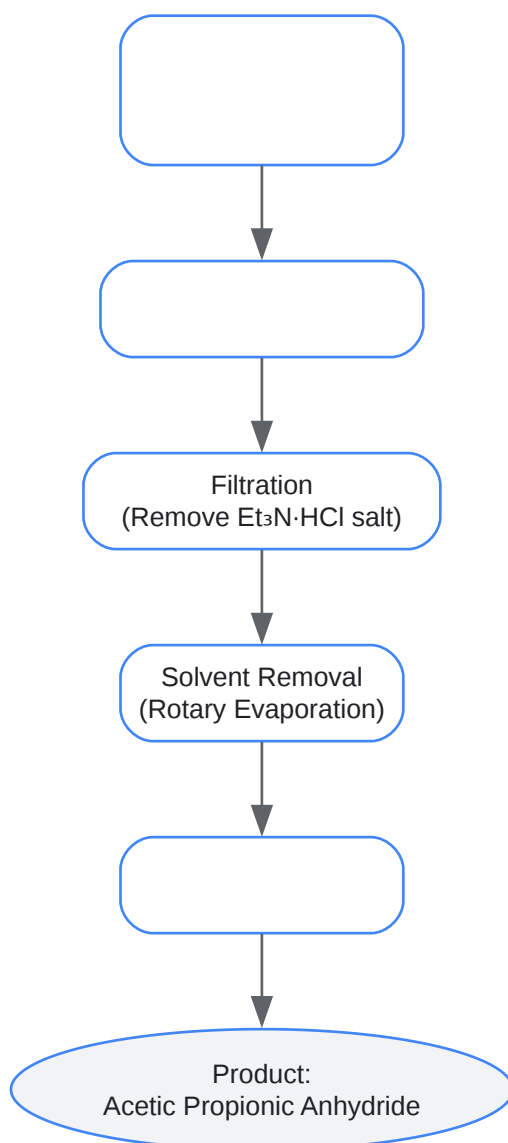 Filtration
(Remove Et₃N·HCl salt)
Solvent Removal
(Rotary Evaporation)
Product:
Acetic Propionic Anhydride